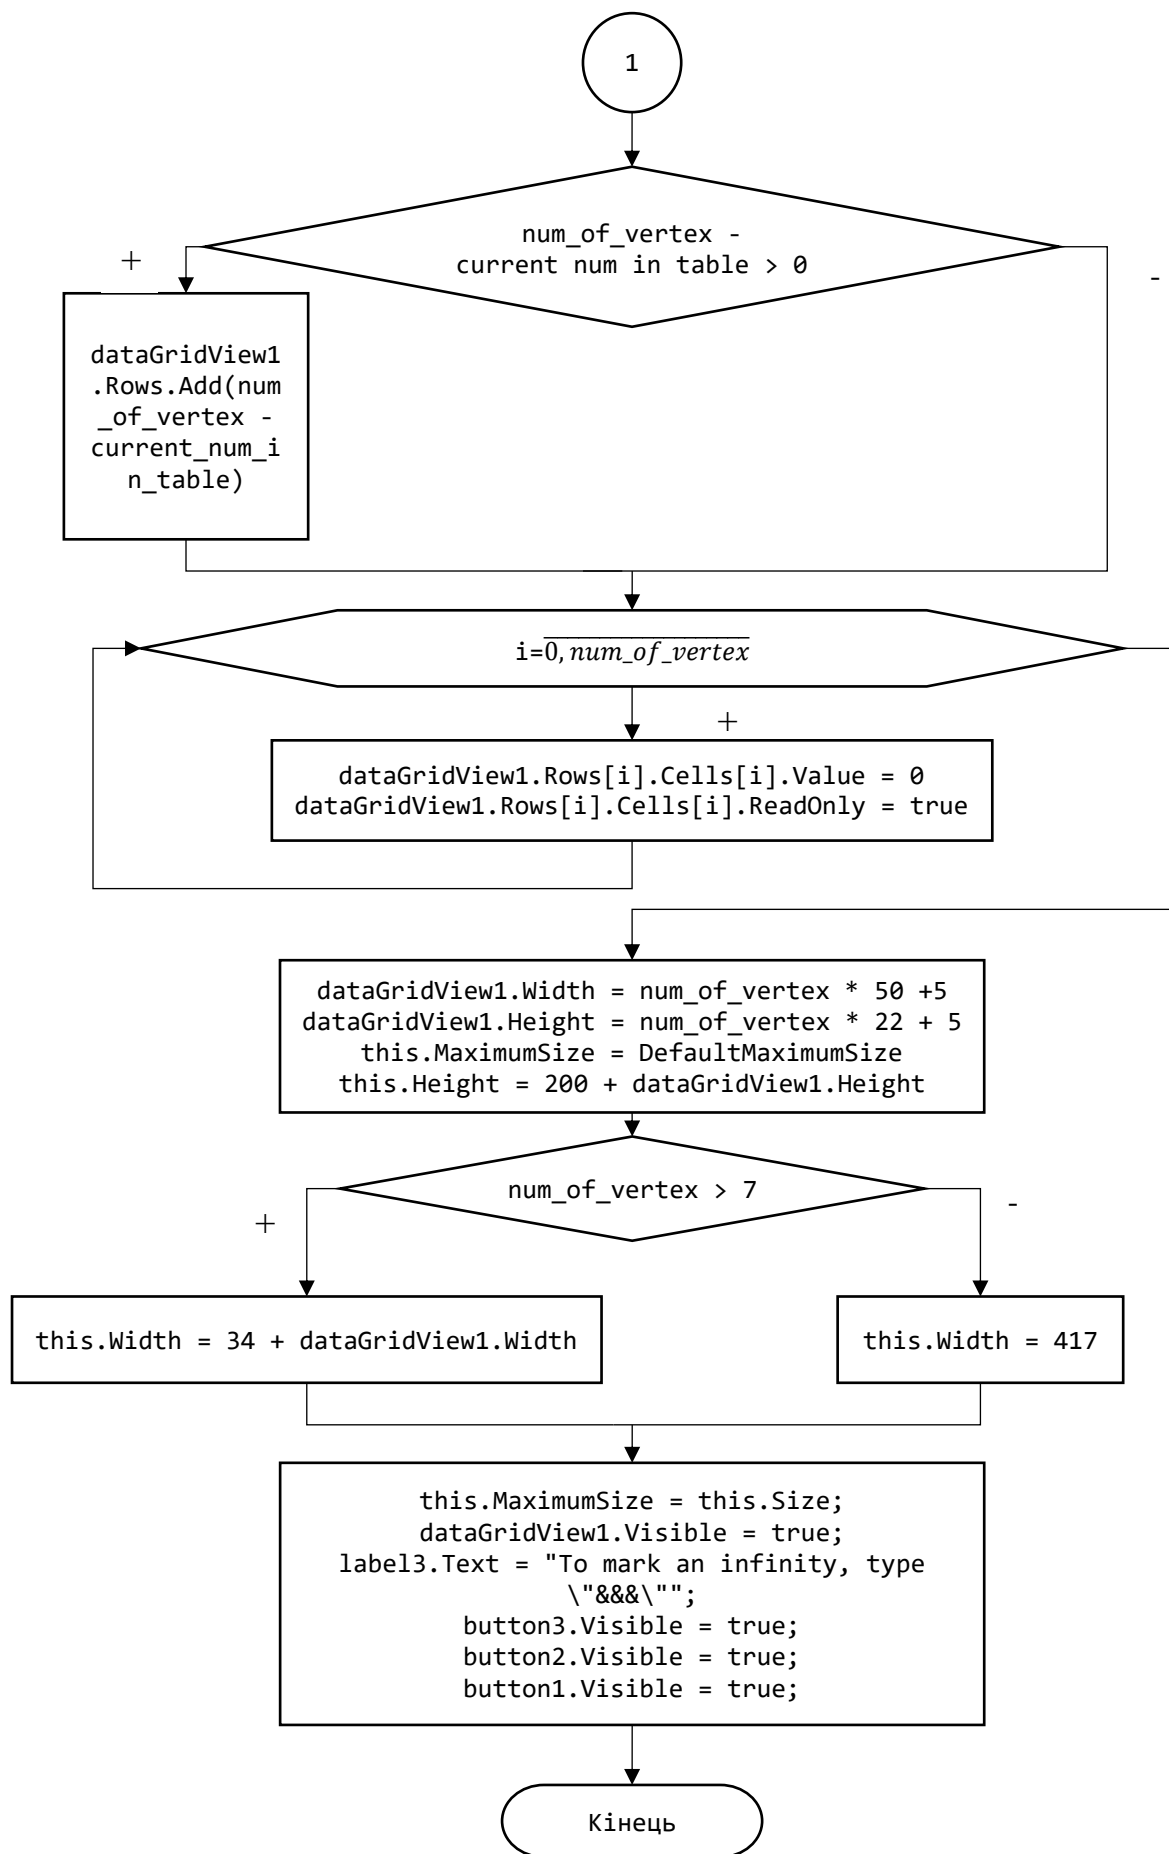 1
num_of_vertex -
current num in table > 0
+
-
dataGridView1
.Rows.Add(num
_of_vertex -
current_num_i
n_table)
i=0, num_of_vertex
+
dataGridView1.Rows[i].Cells[i].Value = 0
dataGridView1.Rows[i].Cells[i].ReadOnly = true
dataGridView1.Width = num_of_vertex * 50 +5
dataGridView1.Height = num_of_vertex * 22 + 5
this.MaximumSize = DefaultMaximumSize
this.Height = 200 + dataGridView1.Height
num_of_vertex > 7
+
-
this.Width = 34 + dataGridView1.Width
this.Width = 417
this.MaximumSize = this.Size;
dataGridView1.Visible = true;
label3.Text = "To mark an infinity, type
\"&&&\"";
button3.Visible = true;
button2.Visible = true;
button1.Visible = true;
Кінець